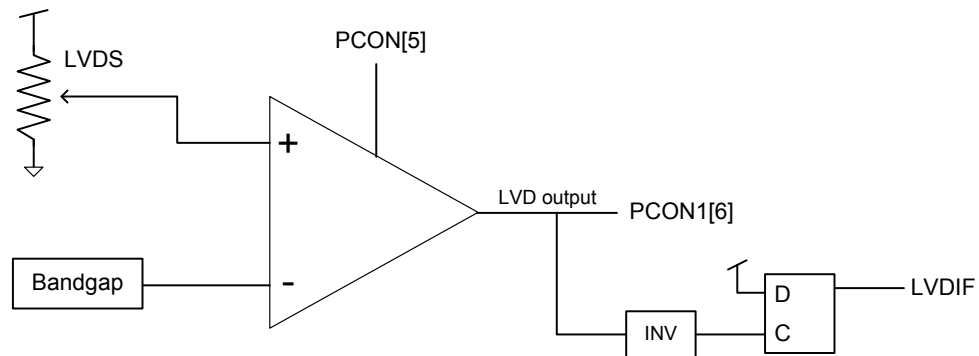 PCON[5]
LVDS
+
LVD output
PCON1[6]
Bandgap
-
D
LVDIF
INV
C